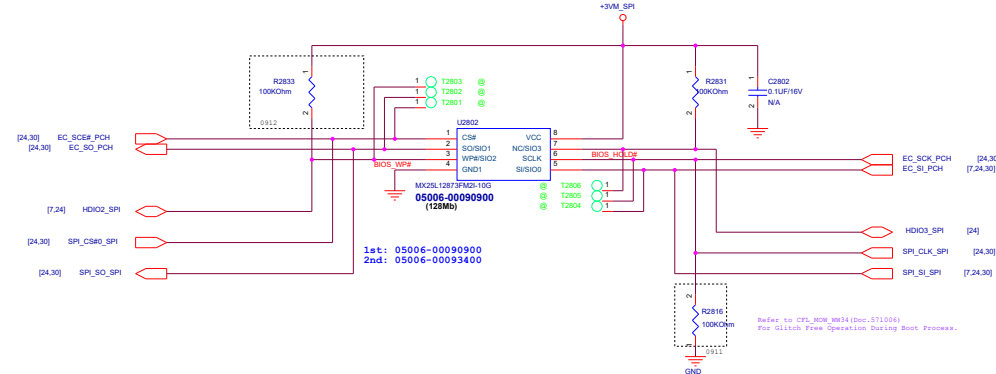 +3VM_SPI
1
R2833
100KOhm
2
0912
1 T2803 @
1 T2802 @
1 T2801 @
1
R2831
100KOhm
2
1
C2802
0.1UF/16V
2
N/A
U2802
[24,30] EC_SCE#_PCH
[24,30] EC_SO_PCH
1 CS# VCC 8
2 SO/SIO1 NC/SIO3 7
3 WP#/SIO2 SCLK 6
4 GND1 SI/SIO0 5
BIOS_WP#
BIOS_HOLD#
EC_SCK_PCH [24,30
EC_SI_PCH [7,24,30]
MX25L12873FM2I-10G
05006-00090900
(128Mb)
@ T2806 1
@ T2805 1
@ T2804 1
[7,24] HDIO2_SPI
HDIO3_SPI [24]
[24,30] SPI_CS#0_SPI
SPI_CLK_SPI [24,30]
[24,30] SPI_SO_SPI
SPI_SI_SPI [7,24,30]
1st: 05006-00090900
2nd: 05006-00093400
2
R2816
100KOhm
1
0911
GND
Refer to CFL_MOW_WW34(Doc.571006)
For Glitch Free Operation During Boot Process.